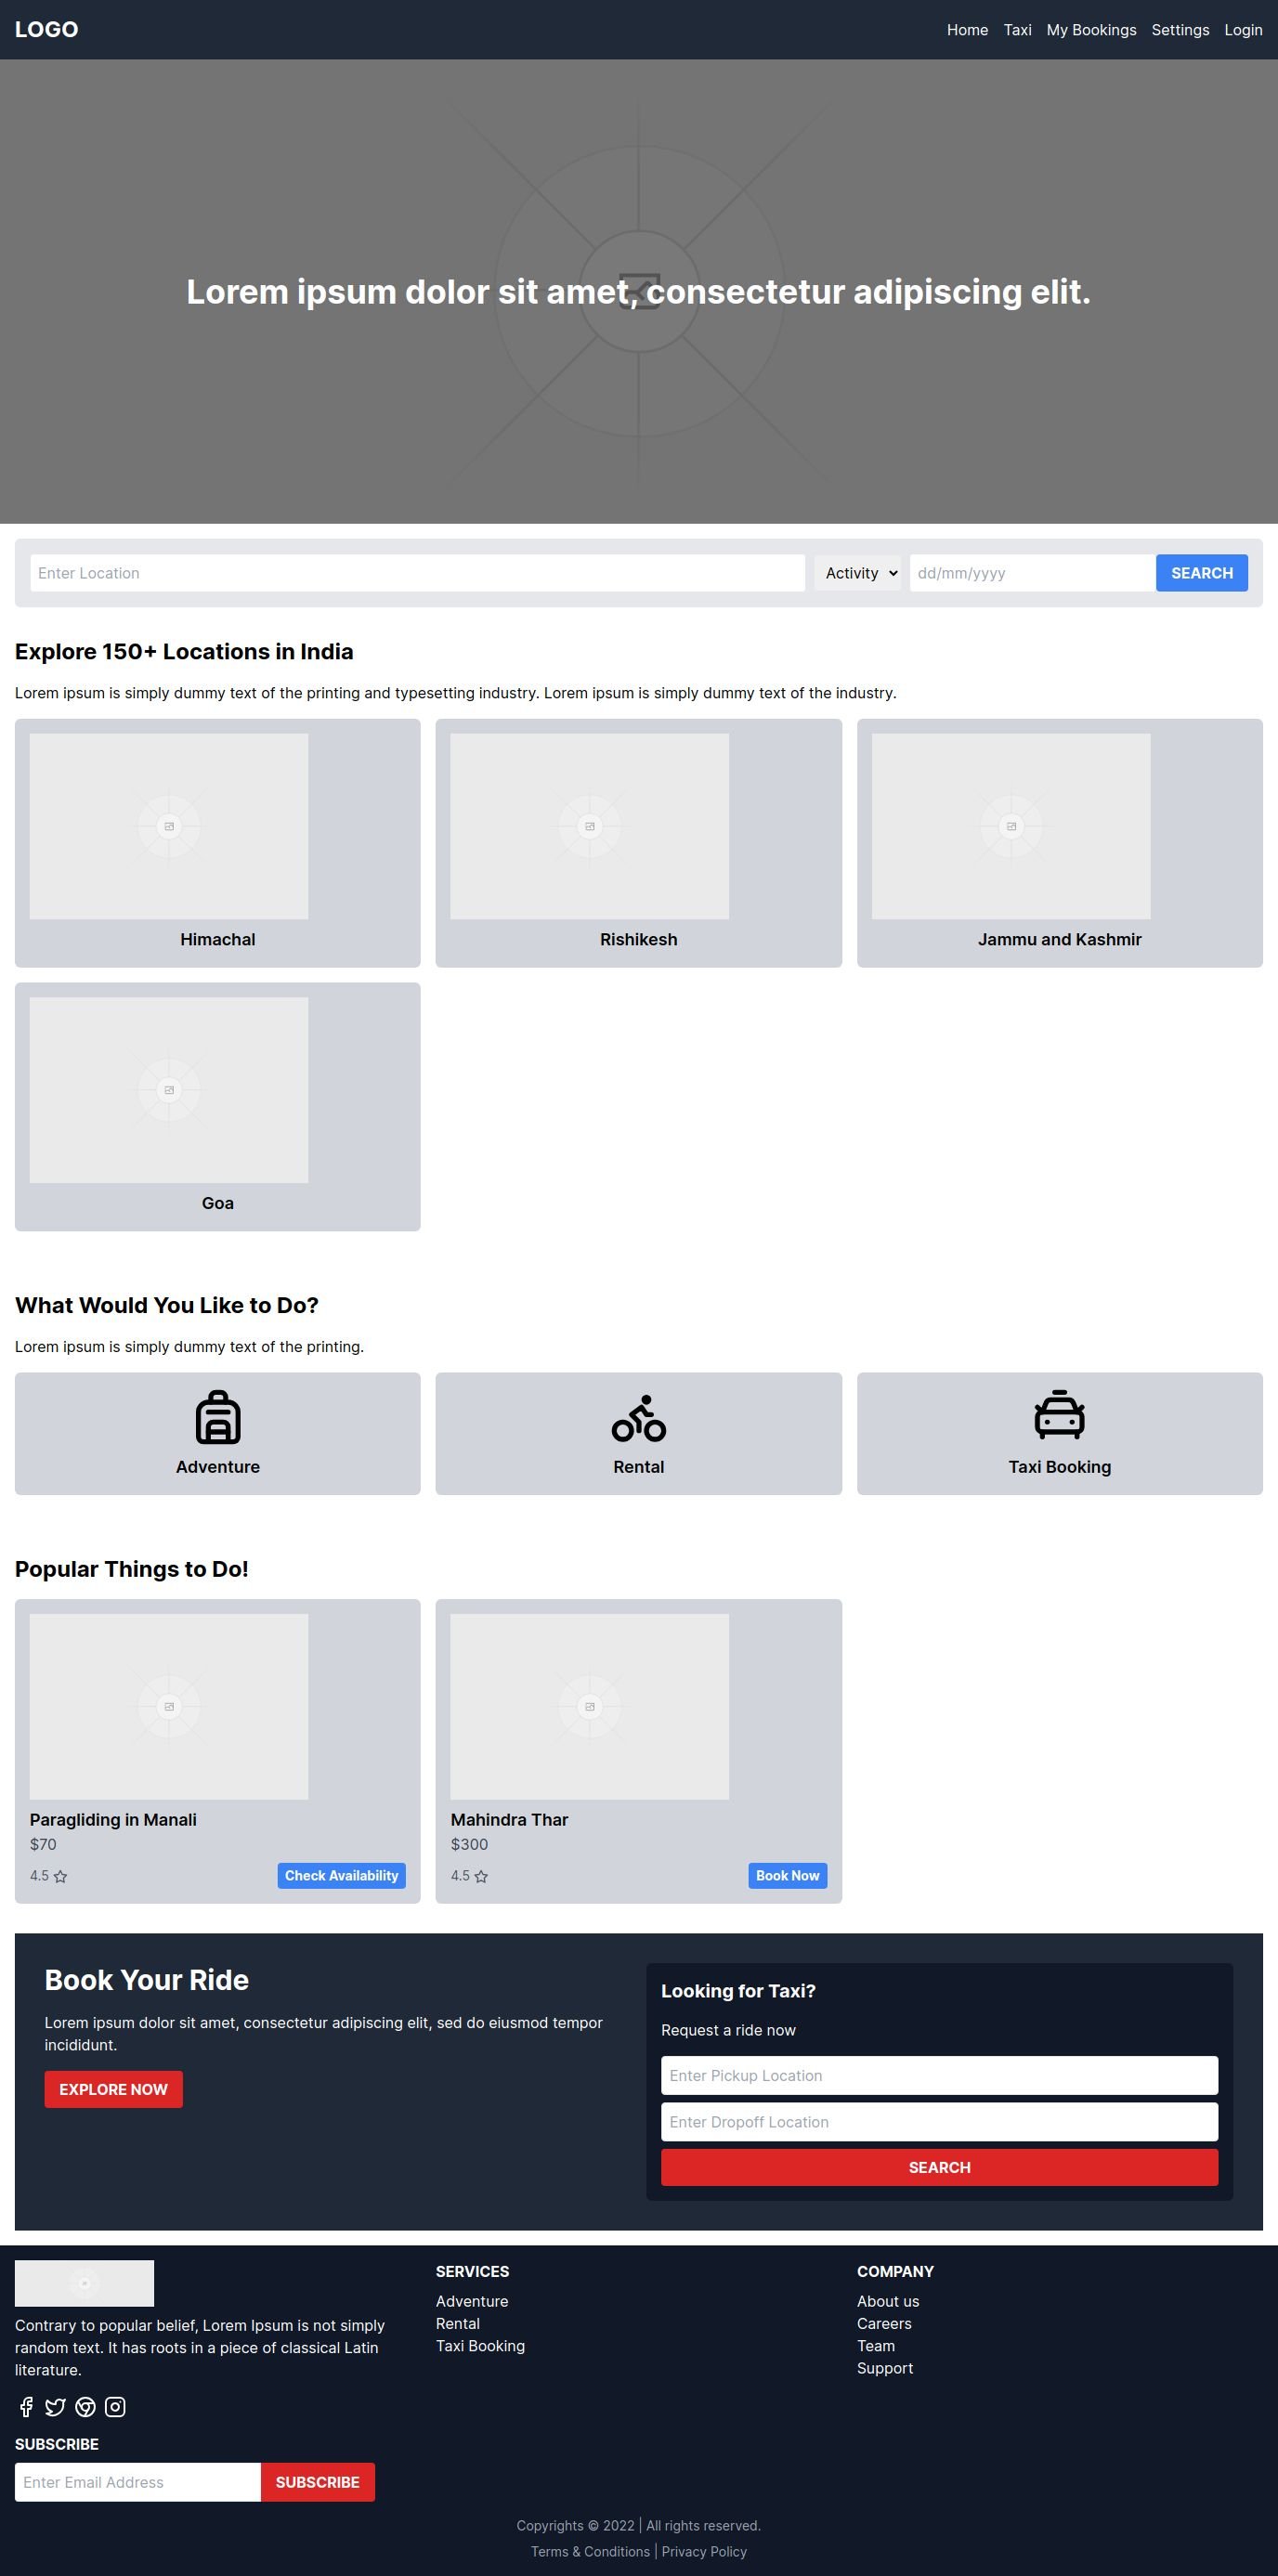 LOGO
Home Taxi My Bookings Settings Login
Lorem ipsum dolor sit amet, consectetur adipiscing elit.
Enter Location Activity dd/mm/yyyy SEARCH
Explore 150+ Locations in India
Lorem ipsum is simply dummy text of the printing and typesetting industry. Lorem ipsum is simply dummy text of the industry.
Himachal
Rishikesh
Jammu and Kashmir
Goa
What Would You Like to Do?
Lorem ipsum is simply dummy text of the printing.
Adventure
Rental
Taxi Booking
Popular Things to Do!
Paragliding in Manali
$70
4.5 Check Availability
Mahindra Thar
$300
4.5 Book Now
Book Your Ride
Lorem ipsum dolor sit amet, consectetur adipiscing elit, sed do eiusmod tempor
incididunt.
EXPLORE NOW
Looking for Taxi?
Request a ride now
Enter Pickup Location
Enter Dropoff Location
SEARCH
Contrary to popular belief, Lorem Ipsum is not simply
random text. It has roots in a piece of classical Latin
literature.
SUBSCRIBE
Enter Email Address SUBSCRIBE
SERVICES
Adventure
Rental
Taxi Booking
COMPANY
About us
Careers
Team
Support
Copyrights © 2022 | All rights reserved.
Terms & Conditions | Privacy Policy